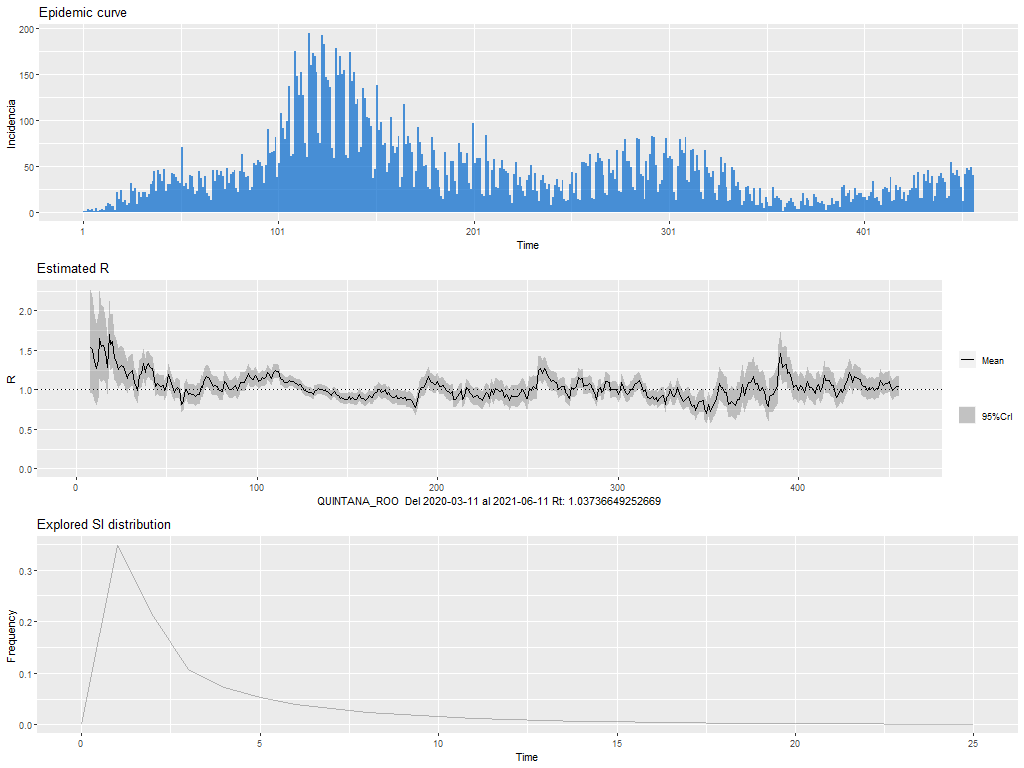 Epidemic curve
200
150
100
50
0
Incidencia
1
101
201
301
401
Time
Estimated R
2.0
1.5
1.0
0.5
0.0
R
0
100
200
300
400
QUINTANA_ROO Del 2020-03-11 al 2021-06-11 Rt: 1.03736649252669
Mean
95%CrI
Explored SI distribution
0.3
0.2
0.1
0.0
Frequency
0
5
10
15
20
25
Time